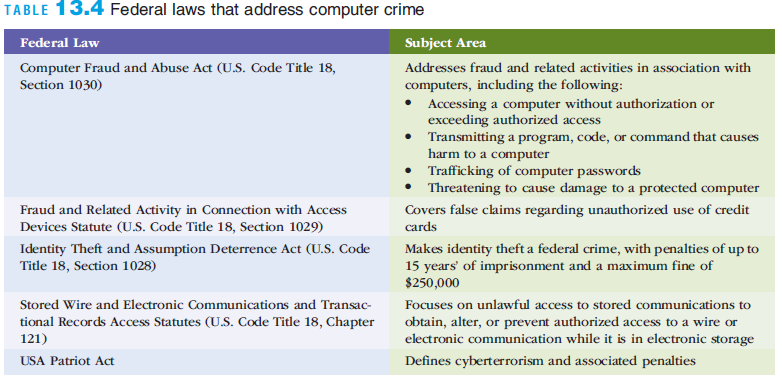 TABLE 13.4 Federal laws that address computer crime
Federal Law
Subject Area
Computer Fraud and Abuse Act (U.S. Code Title 18,
Section 1030)
Addresses fraud and related activities in association with
computers, including the following:
• Accessing a computer without authorization or
exceeding authorized access
• Transmitting a program, code, or command that causes
harm to a computer
• Trafficking of computer passwords
• Threatening to cause damage to a protected computer
Fraud and Related Activity in Connection with Access
Devices Statute (U.S. Code Title 18, Section 1029)
Covers false claims regarding unauthorized use of credit
cards
Identity Theft and Assumption Deterrence Act (U.S. Code
Title 18, Section 1028)
Makes identity theft a federal crime, with penalties of up to
15 years' of imprisonment and a maximum fine of
$250,000
Stored Wire and Electronic Communications and Transac-
tional Records Access Statutes (U.S. Code Title 18, Chapter
121)
Focuses on unlawful access to stored communications to
obtain, alter, or prevent authorized access to a wire or
electronic communication while it is in electronic storage
USA Patriot Act
Defines cyberterrorism and associated penalties